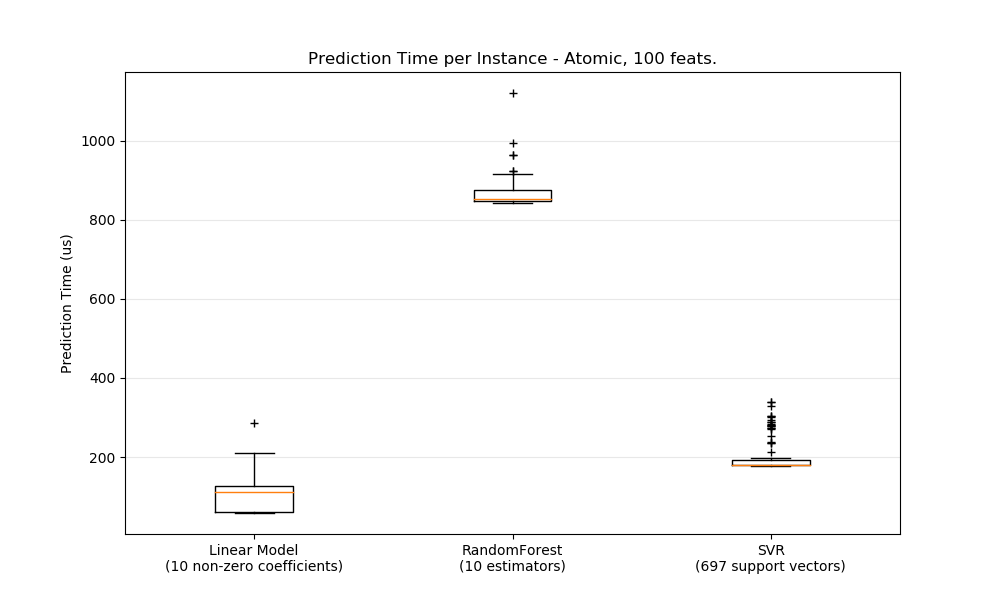 Prediction Time per Instance - Atomic, 100 feats.
Prediction Time (us)
1000
800
600
400
200
Linear Model
(10 non-zero coefficients)
RandomForest
(10 estimators)
SVR
(697 support vectors)